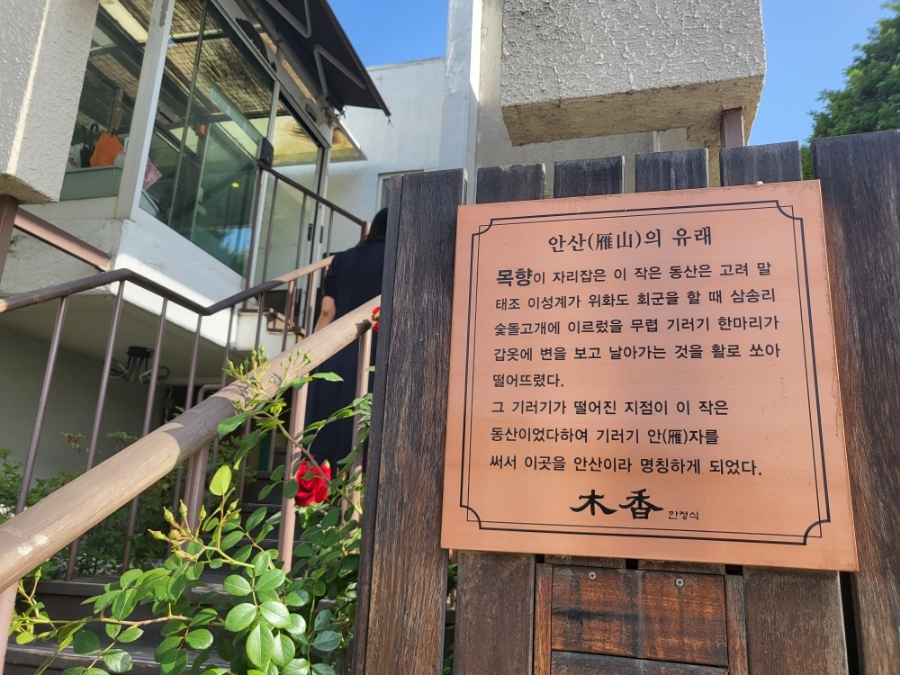 안산(雁山)의 유래
목향이 자리잡은 이 작은 동산은 고려 말
태조 이성계가 위화도 회군을 할 때 삼송리
숯돌고개에 이르렀을 무렵 기러기 한마리가
갑옷에 변을 보고 날아가는 것을 활로 쏘아
떨어뜨렸다.
그 기러기가 떨어진 지점이 이 작은
동산이었다하여 기러기 안(雁)자를
써서 이곳을 안산이라 명칭하게 되었다.
木香 한정식